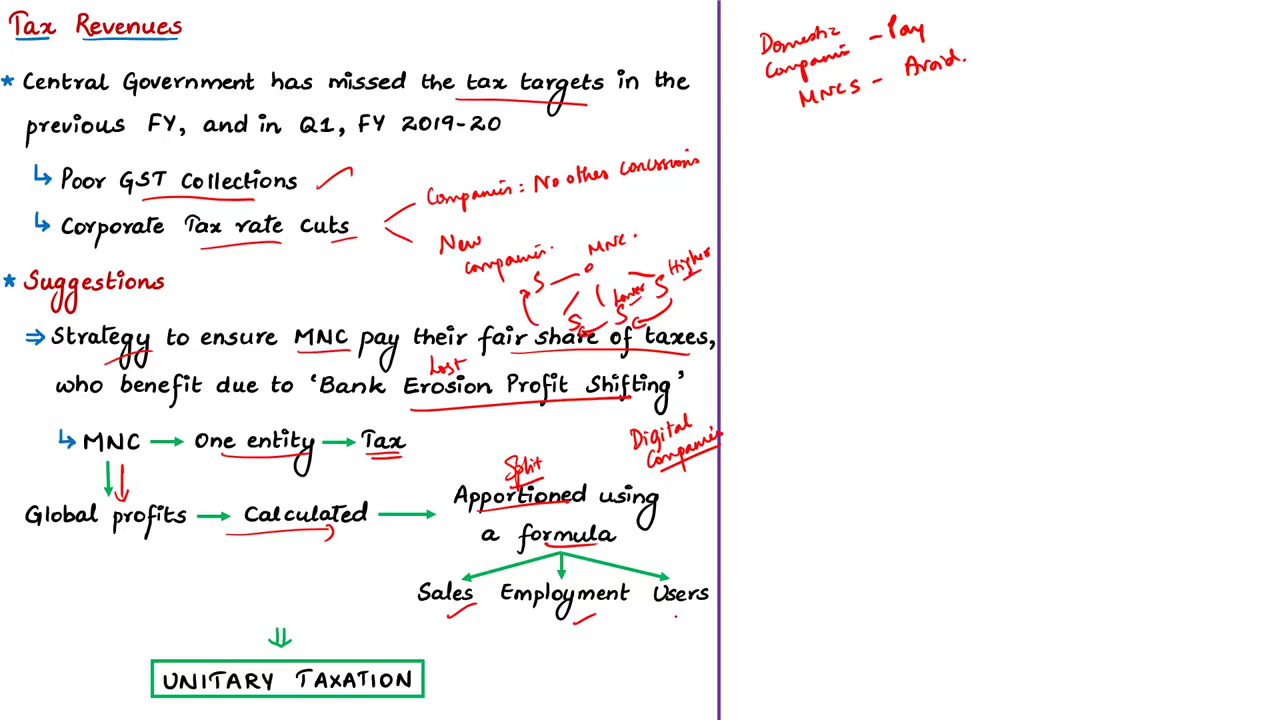 Tax Revenues
* Central Government has missed the tax targets in the
previous FY, and in Q1, FY 2019-20
↳ Poor GST Collections
↳ Corporate Tax rate cuts
Companies: No other concessions
New
companies.
MNC.
S
S
Lower
S
S
Higher
* Suggestions
⇒ Strategy to ensure MNC pay their fair share of taxes,
Lost
who benefit due to 'Bank Erosion Profit Shifting'
↳ MNC → One entity → Tax
Digital
Companies
Split
Global profits → Calculated → Apportioned using
a formula
Sales Employment Users
⇓
UNITARY TAXATION
Domestic
Companies - Pay
MNCS - Avoid.